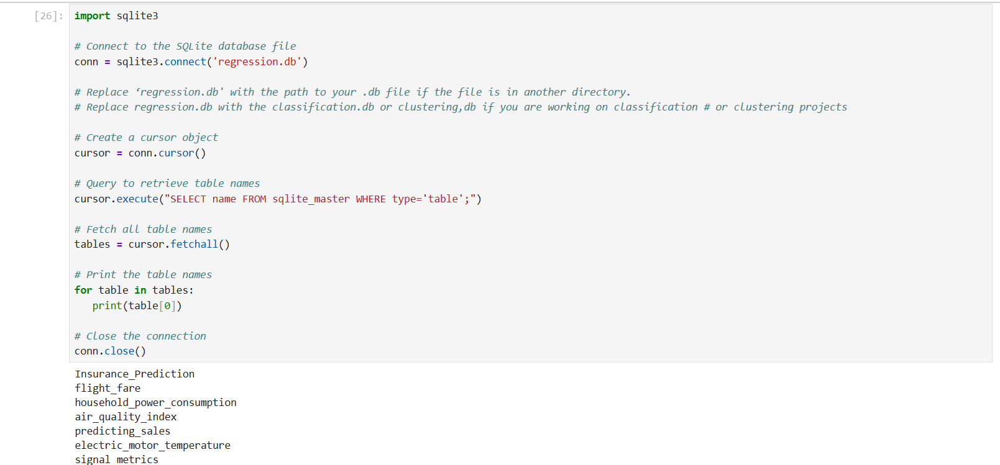 [26]:
import sqlite3
# Connect to the SQLite database file
conn = sqlite3.connect('regression.db')
# Replace ‘regression.db' with the path to your .db file if the file is in another directory.
# Replace regression.db with the classification.db or clustering,db if you are working on classification # or clustering projects
# Create a cursor object
cursor = conn.cursor()
# Query to retrieve table names
cursor.execute("SELECT name FROM sqlite_master WHERE type='table';")
# Fetch all table names
tables = cursor.fetchall()
# Print the table names
for table in tables:
   print(table[0])
# Close the connection
conn.close()
Insurance_Prediction
flight_fare
household_power_consumption
air_quality_index
predicting_sales
electric_motor_temperature
signal_metrics